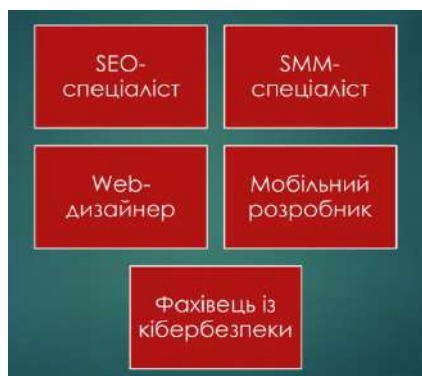 SEO-
спеціаліст
SMM-
спеціаліст
Web-
дизайнер
Мобільний
розробник
Фахівець із
кібербезпеки